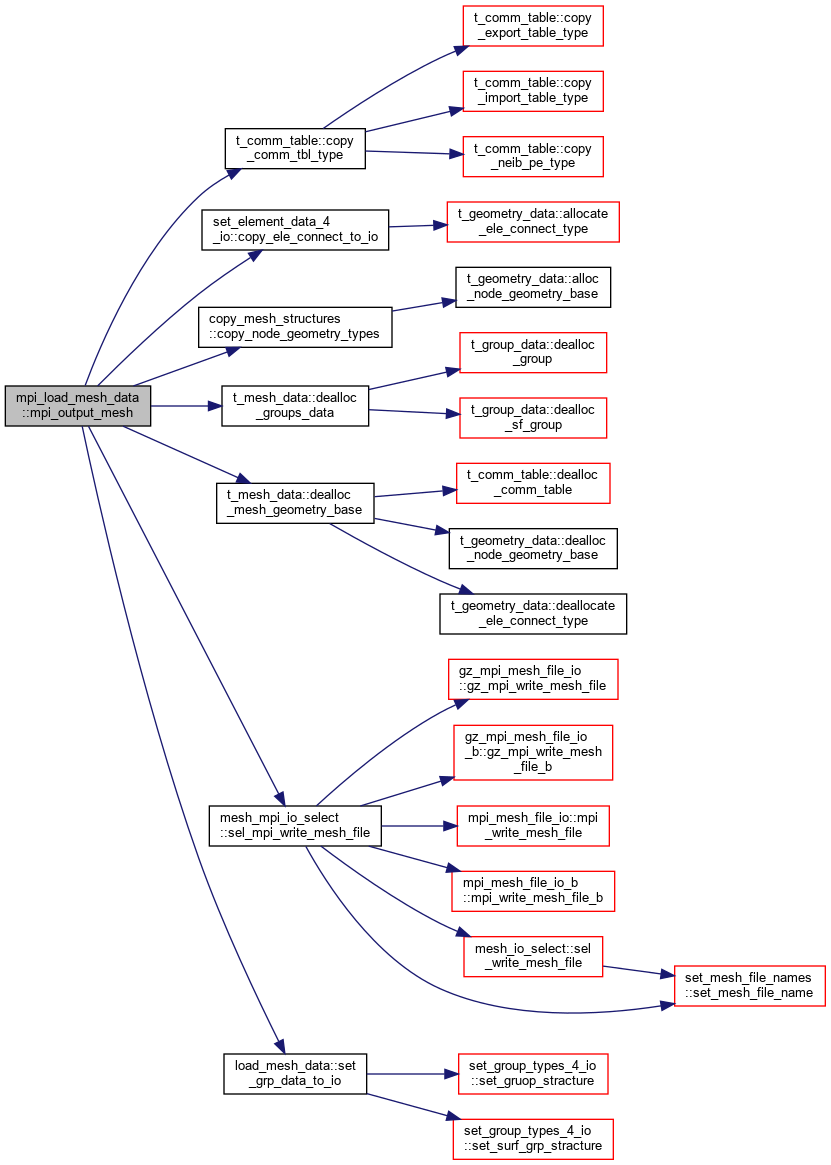 mpi_load_mesh_data
::mpi_output_mesh
t_comm_table::copy
_comm_tbl_type
t_comm_table::copy
_export_table_type
t_comm_table::copy
_import_table_type
t_comm_table::copy
_neib_pe_type
set_element_data_4
_io::copy_ele_connect_to_io
t_geometry_data::allocate
_ele_connect_type
copy_mesh_structures
::copy_node_geometry_types
t_geometry_data::alloc
_node_geometry_base
t_mesh_data::dealloc
_groups_data
t_group_data::dealloc
_group
t_group_data::dealloc
_sf_group
t_mesh_data::dealloc
_mesh_geometry_base
t_comm_table::dealloc
_comm_table
t_geometry_data::dealloc
_node_geometry_base
t_geometry_data::deallocate
_ele_connect_type
mesh_mpi_io_select
::sel_mpi_write_mesh_file
gz_mpi_mesh_file_io
::gz_mpi_write_mesh_file
gz_mpi_mesh_file_io
_b::gz_mpi_write_mesh
_file_b
mpi_mesh_file_io::mpi
_write_mesh_file
mpi_mesh_file_io_b
::mpi_write_mesh_file_b
mesh_io_select::sel
_write_mesh_file
set_mesh_file_names
::set_mesh_file_name
load_mesh_data::set
_grp_data_to_io
set_group_types_4_io
::set_gruop_stracture
set_group_types_4_io
::set_surf_grp_stracture